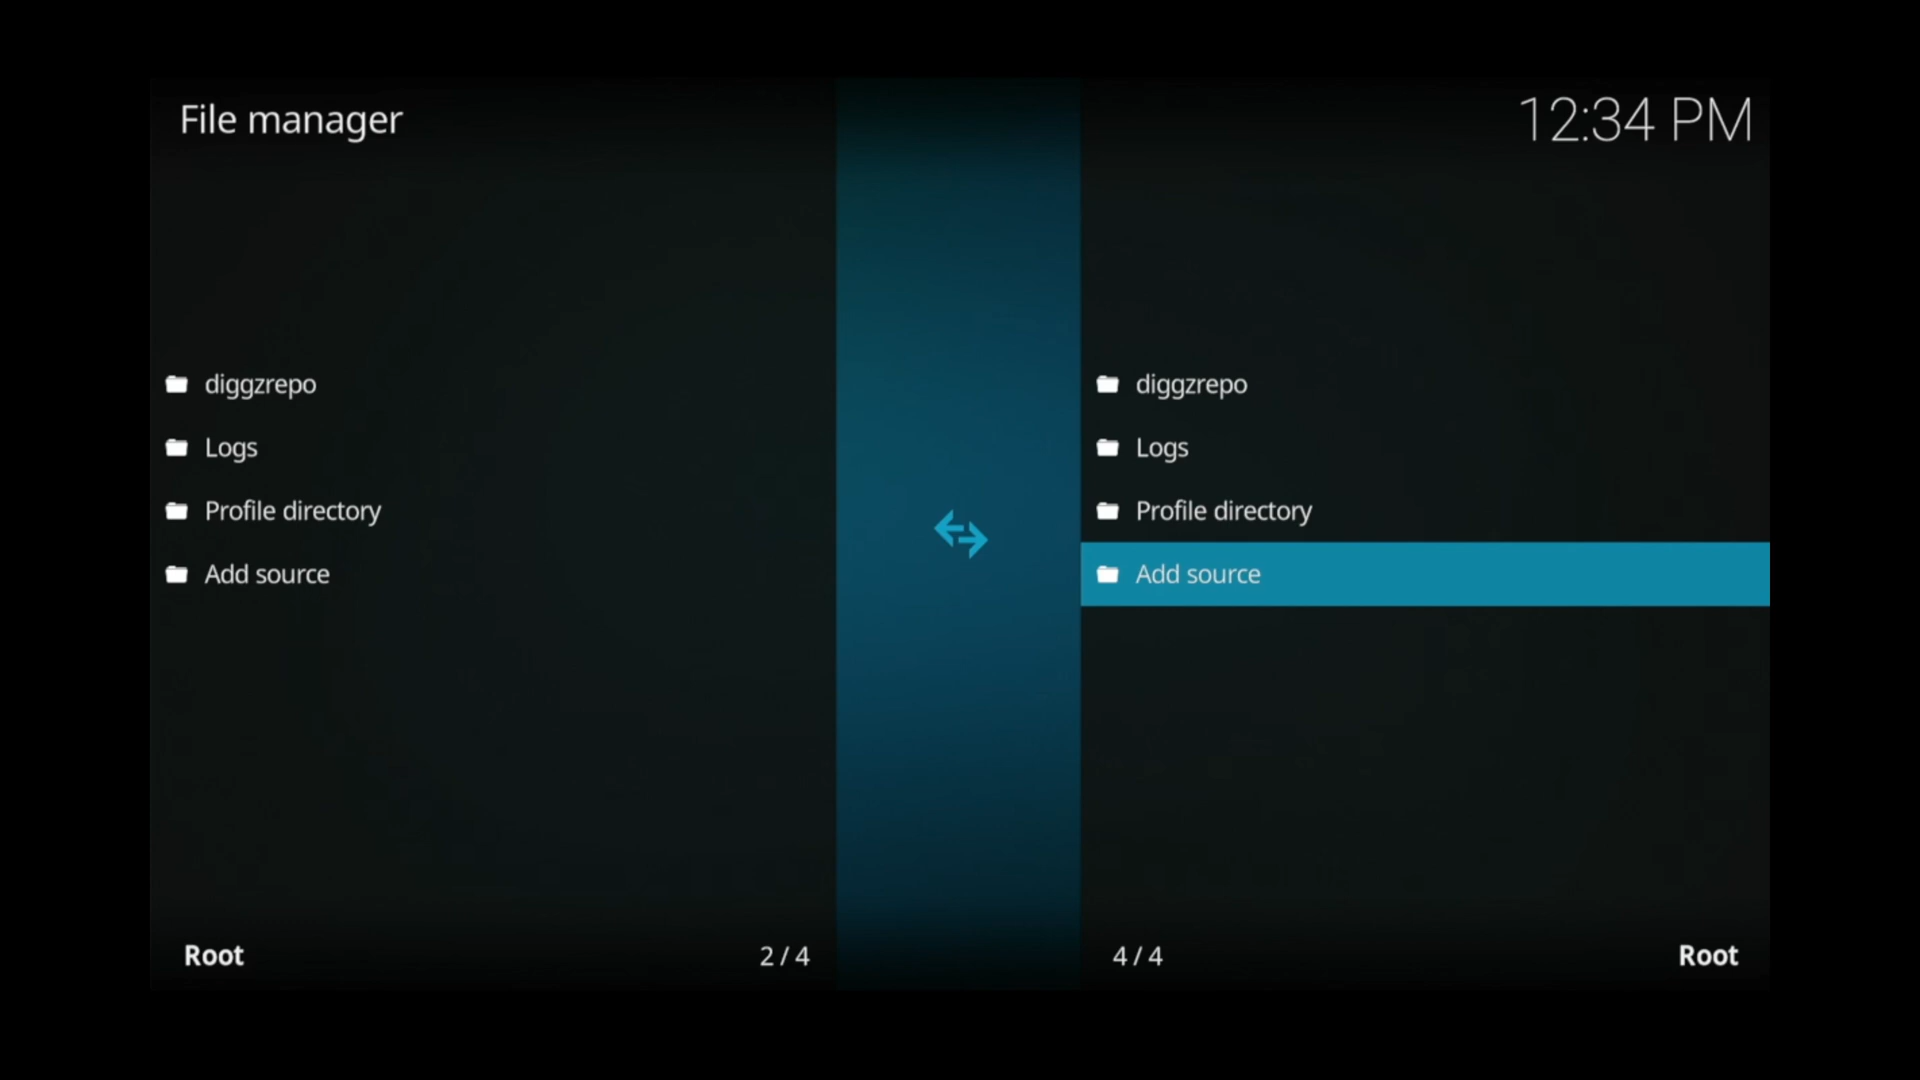 File manager
12:34 PM
diggzrepo
Logs
Profile directory
Add source
diggzrepo
Logs
Profile directory
Add source
Root
2 / 4
4 / 4
Root